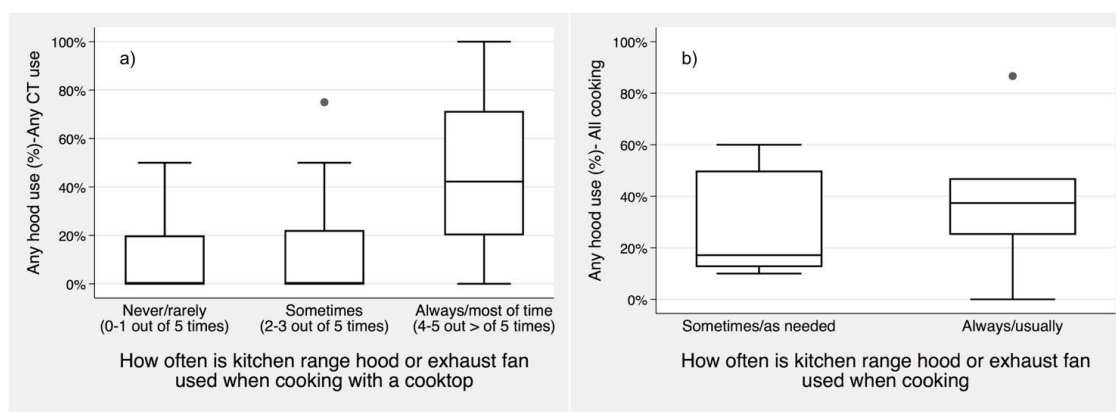 a)
Any hood use (%)-Any CT use
100%
80%
60%
40%
20%
0%
Never/rarely
(0-1 out of 5 times)
Sometimes
(2-3 out of 5 times)
Always/most of time
(4-5 out > of 5 times)
How often is kitchen range hood or exhaust fan
used when cooking with a cooktop
b)
Any hood use (%)- All cooking
100%
80%
60%
40%
20%
0%
Sometimes/as needed
Always/usually
How often is kitchen range hood or exhaust fan
used when cooking